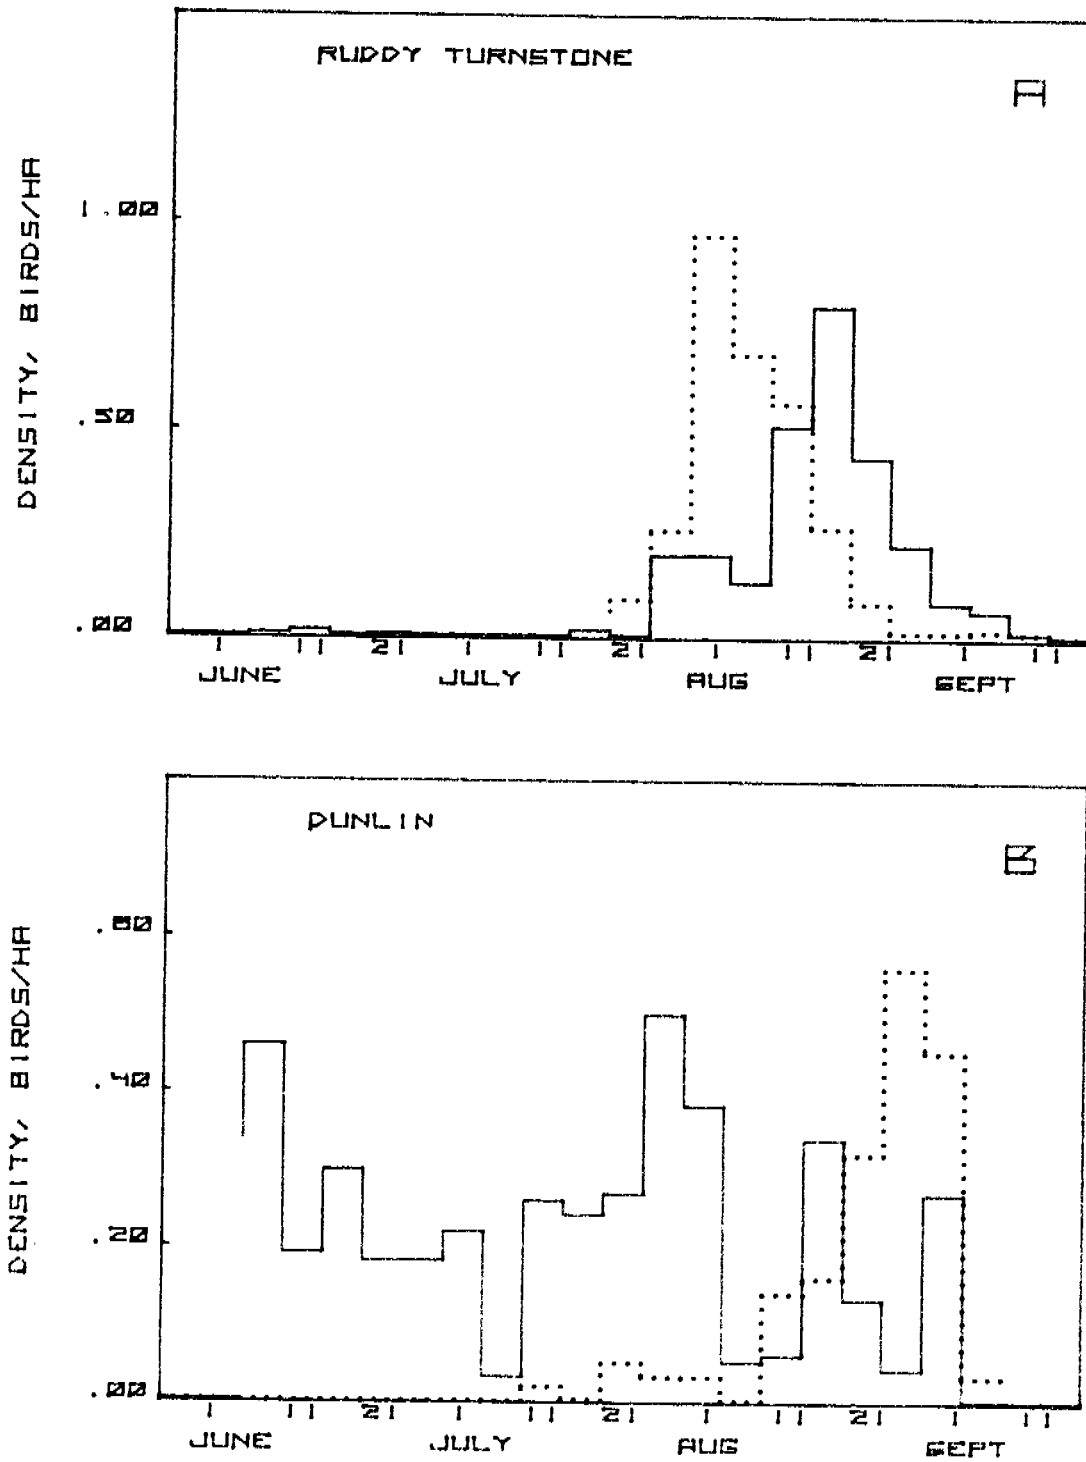 RUDDY TURNSTONE
A
DENSITY, BIRDS/HA
1.00
.50
.00
1 11 21 1 11 21 1 11 21 1 11
JUNE JULY AUG SEPT
DUNLIN
B
DENSITY, BIRDS/HA
.60
.40
.20
.00
1 11 21 1 11 21 1 11 21 1 11
JUNE JULY AUG SEPT